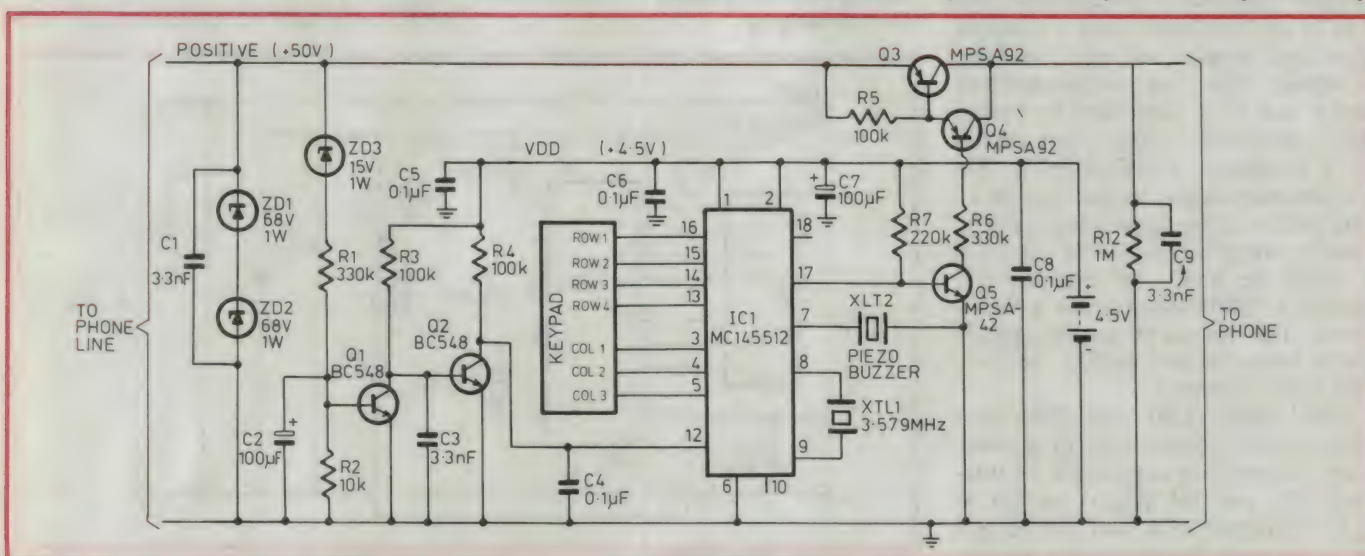 POSITIVE (+50V)
Q3
MPSA92
R5
100k
Q4
MPSA92
ZD3
15V
1W
VDD (+4·5V)
C5
0·1µF
C6
0·1µF
1
2
+
C7
100µF
ZD1
68V
1W
C1
3·3nF
R1
330k
R3
100k
R4
100k
KEYPAD
ROW 1
ROW 2
ROW 3
ROW 4
COL 1
COL 2
COL 3
16
15
14
13
3
4
5
12
IC1
MC145512
18
17
7
8
9
6
10
R7
220k
R6
330k
C8
0·1µF
R12
1M
C9
3·3nF
TO
PHONE
LINE
ZD2
68V
1W
Q1
BC548
Q2
BC548
XLT2
PIEZO
BUZZER
Q5
MPSA-
42
+
4·5V
-
TO
PHONE
XTL1
3·579MHz
+
C2
100µF
R2
10k
C3
3·3nF
C4
0·1µF